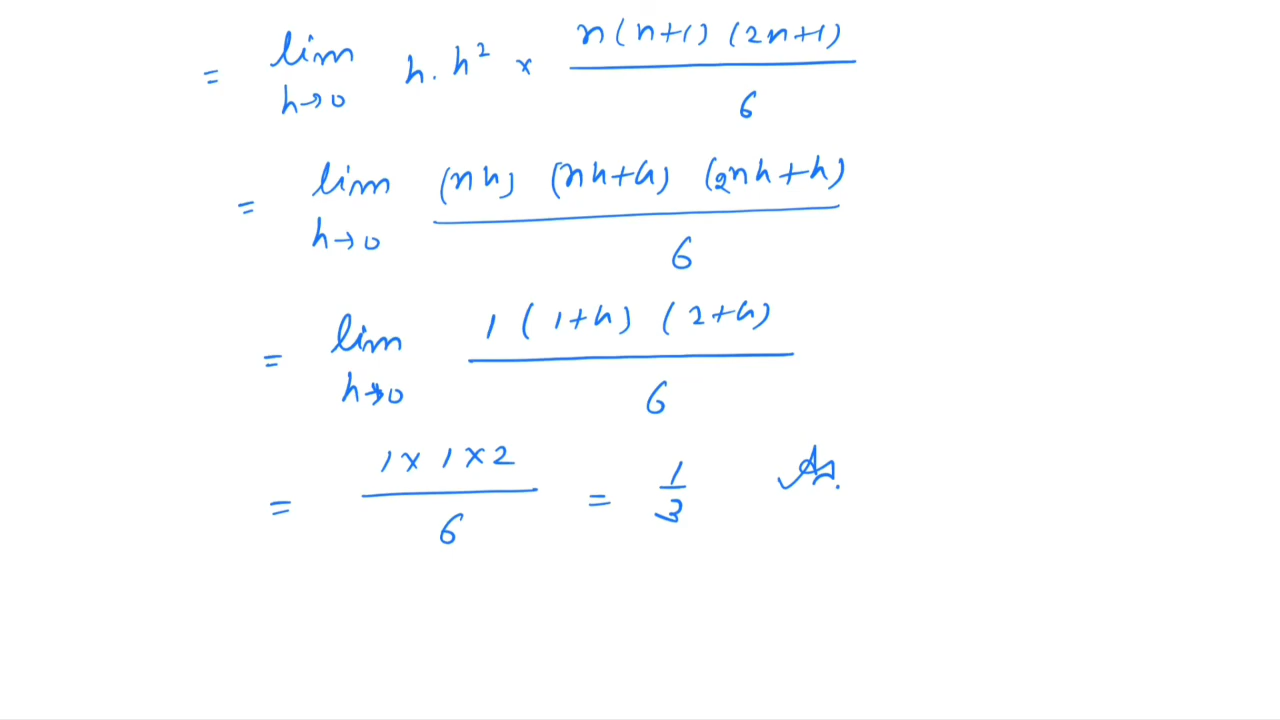 = lim h→0 h.h² × n(n+1)(2n+1) / 6
= lim h→0 (nh)(nh+h)(2nh+h) / 6
= lim h→0 1(1+h)(2+h) / 6
= 1×1×2 / 6 = 1/3 As.